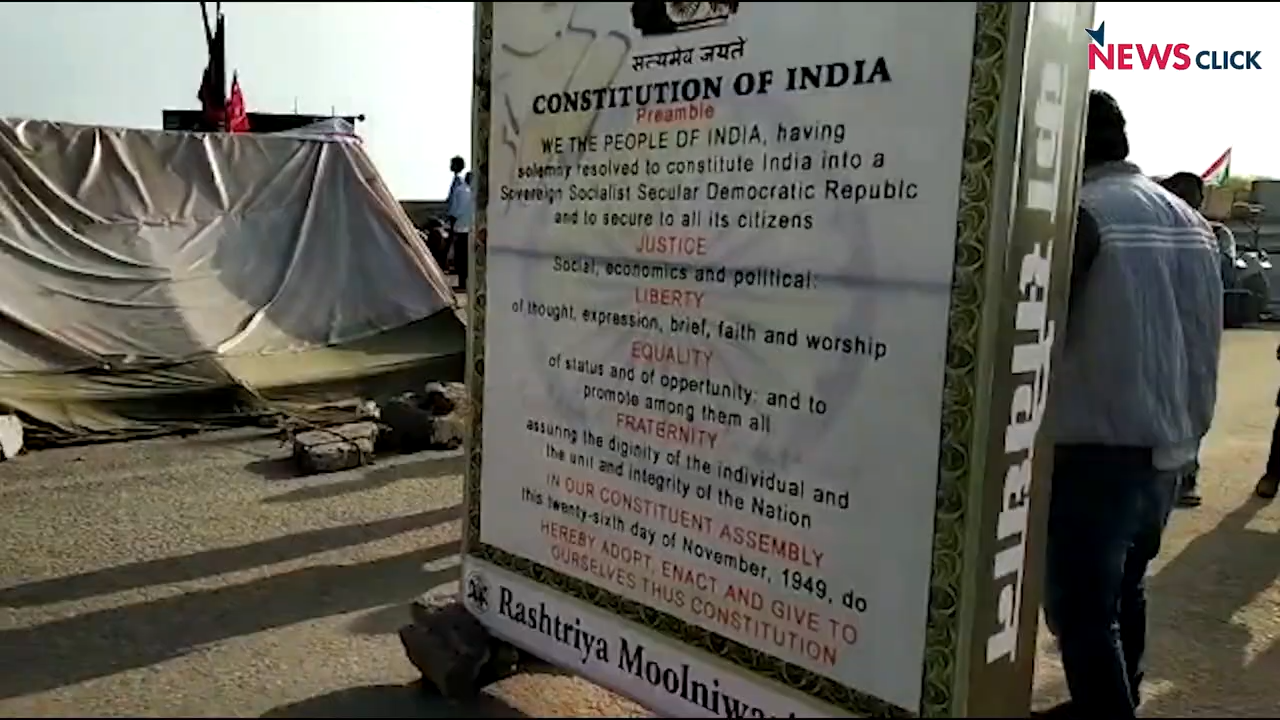 NEWS CLICK
सत्यमेव जयते
CONSTITUTION OF INDIA
Preamble
WE THE PEOPLE OF INDIA, having
solemny resolved to constitute India into a
Sovereign Socialist Secular Democratic Republc
and to secure to all its citizens
JUSTICE
Social, economics and political:
LIBERTY
of thought, expression, brief, faith and worship
EQUALITY
of status and of opportunity: and to
promote among them all
FRATERNITY
assuring the diginity of the individual and
the unit and integrity of the Nation
IN OUR CONSTITUENT ASSEMBLY
this twenty-sixth day of November, 1949, do
HEREBY ADOPT, ENACT AND GIVE TO
OURSELVES THUS CONSTITUTION
Rashtriya